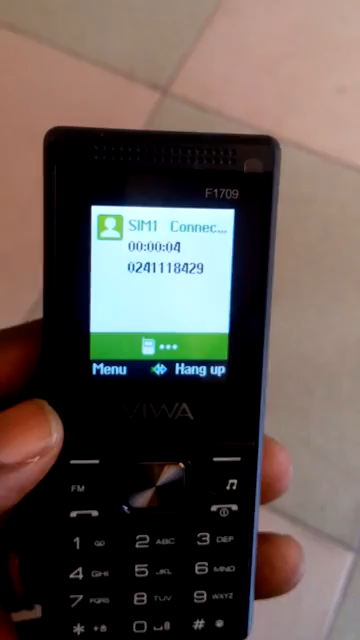 F1709
SIM1 Connec...
00:00:04
0241118429
Menu Hang up
VIWA
FM
1 2 ABC 3 DEF
4 GHI 5 JKL 6 MNO
7 PQRS 8 TUV 9 WXYZ
* 0 #